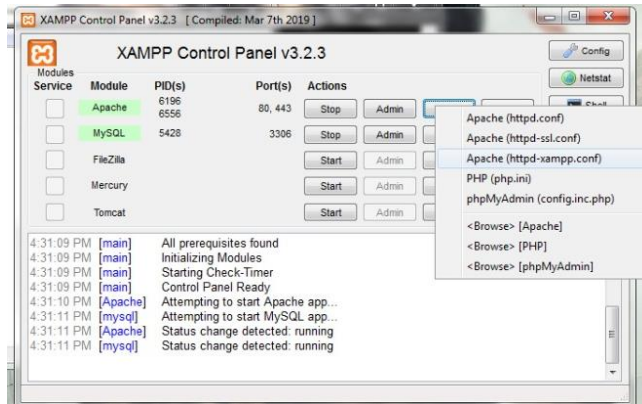 XAMPP Control Panel v3.2.3 [ Compiled: Mar 7th 2019 ]
XAMPP Control Panel v3.2.3
Config
Modules
Service Module PID(s) Port(s) Actions
Netstat
Shell
Apache 6196 6556 80, 443 Stop Admin
MySQL 5428 3306 Stop Admin
FileZilla Start Admin
Mercury Start Admin
Tomcat Start Admin
Apache (httpd.conf)
Apache (httpd-ssl.conf)
Apache (httpd-xampp.conf)
PHP (php.ini)
phpMyAdmin (config.inc.php)
<Browse> [Apache]
<Browse> [PHP]
<Browse> [phpMyAdmin]
4:31:09 PM [main] All prerequisites found
4:31:09 PM [main] Initializing Modules
4:31:09 PM [main] Starting Check-Timer
4:31:09 PM [main] Control Panel Ready
4:31:10 PM [Apache] Attempting to start Apache app...
4:31:11 PM [mysql] Attempting to start MySQL app...
4:31:11 PM [Apache] Status change detected: running
4:31:11 PM [mysql] Status change detected: running